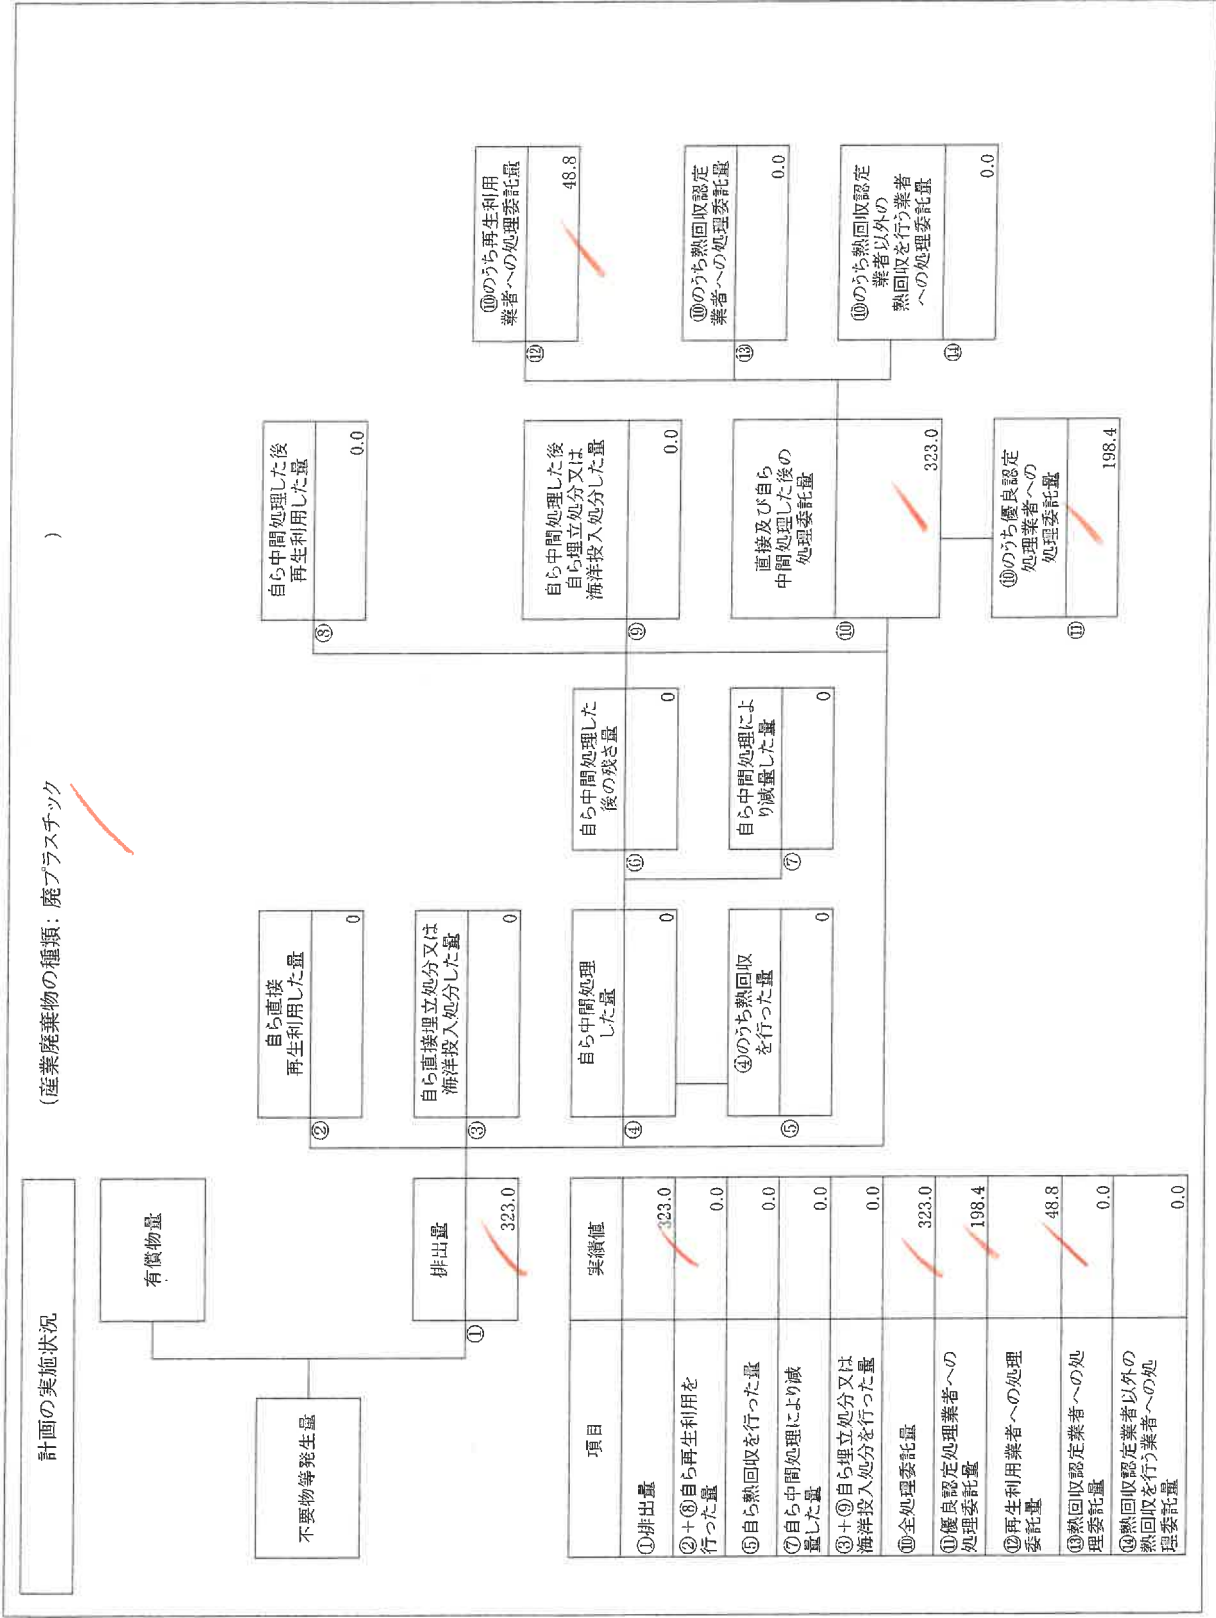 計画の実施状況
(産業廃棄物の種類: 廃プラスチック )
不要物等発生量
有償物量
①
排出量
323.0
②
自ら直接
再生利用した量
0
③
自ら直接埋立処分又は
海洋投入処分した量
0
④
自ら中間処理
した量
0
⑤
④のうち熱回収
を行った量
0
⑥
自ら中間処理した
後の残さ量
0
⑦
自ら中間処理によ
り減量した量
0
⑧
自ら中間処理した後
再生利用した量
0.0
⑨
自ら中間処理した後
自ら埋立処分又は
海洋投入処分した量
0.0
⑩
直接及び自ら
中間処理した後の
処理委託量
323.0
⑪
⑩のうち優良認定
処理業者への
処理委託量
198.4
⑫
⑩のうち再生利用
業者への処理委託量
48.8
⑬
⑩のうち熱回収認定
業者への処理委託量
0.0
⑭
⑩のうち熱回収認定
業者以外の
熱回収を行う業者
への処理委託量
0.0
項目 実績値
①排出量 323.0
②+⑧自ら再生利用を
行った量 0.0
⑤自ら熱回収を行った量 0.0
⑦自ら中間処理により減
量した量 0.0
③+⑨自ら埋立処分又は
海洋投入処分を行った量 0.0
⑩全処理委託量 323.0
⑪優良認定処理業者への
処理委託量 198.4
⑫再生利用業者への処理
委託量 48.8
⑬熱回収認定業者への処
理委託量 0.0
⑭熱回収認定業者以外の
熱回収を行う業者への処
理委託量 0.0